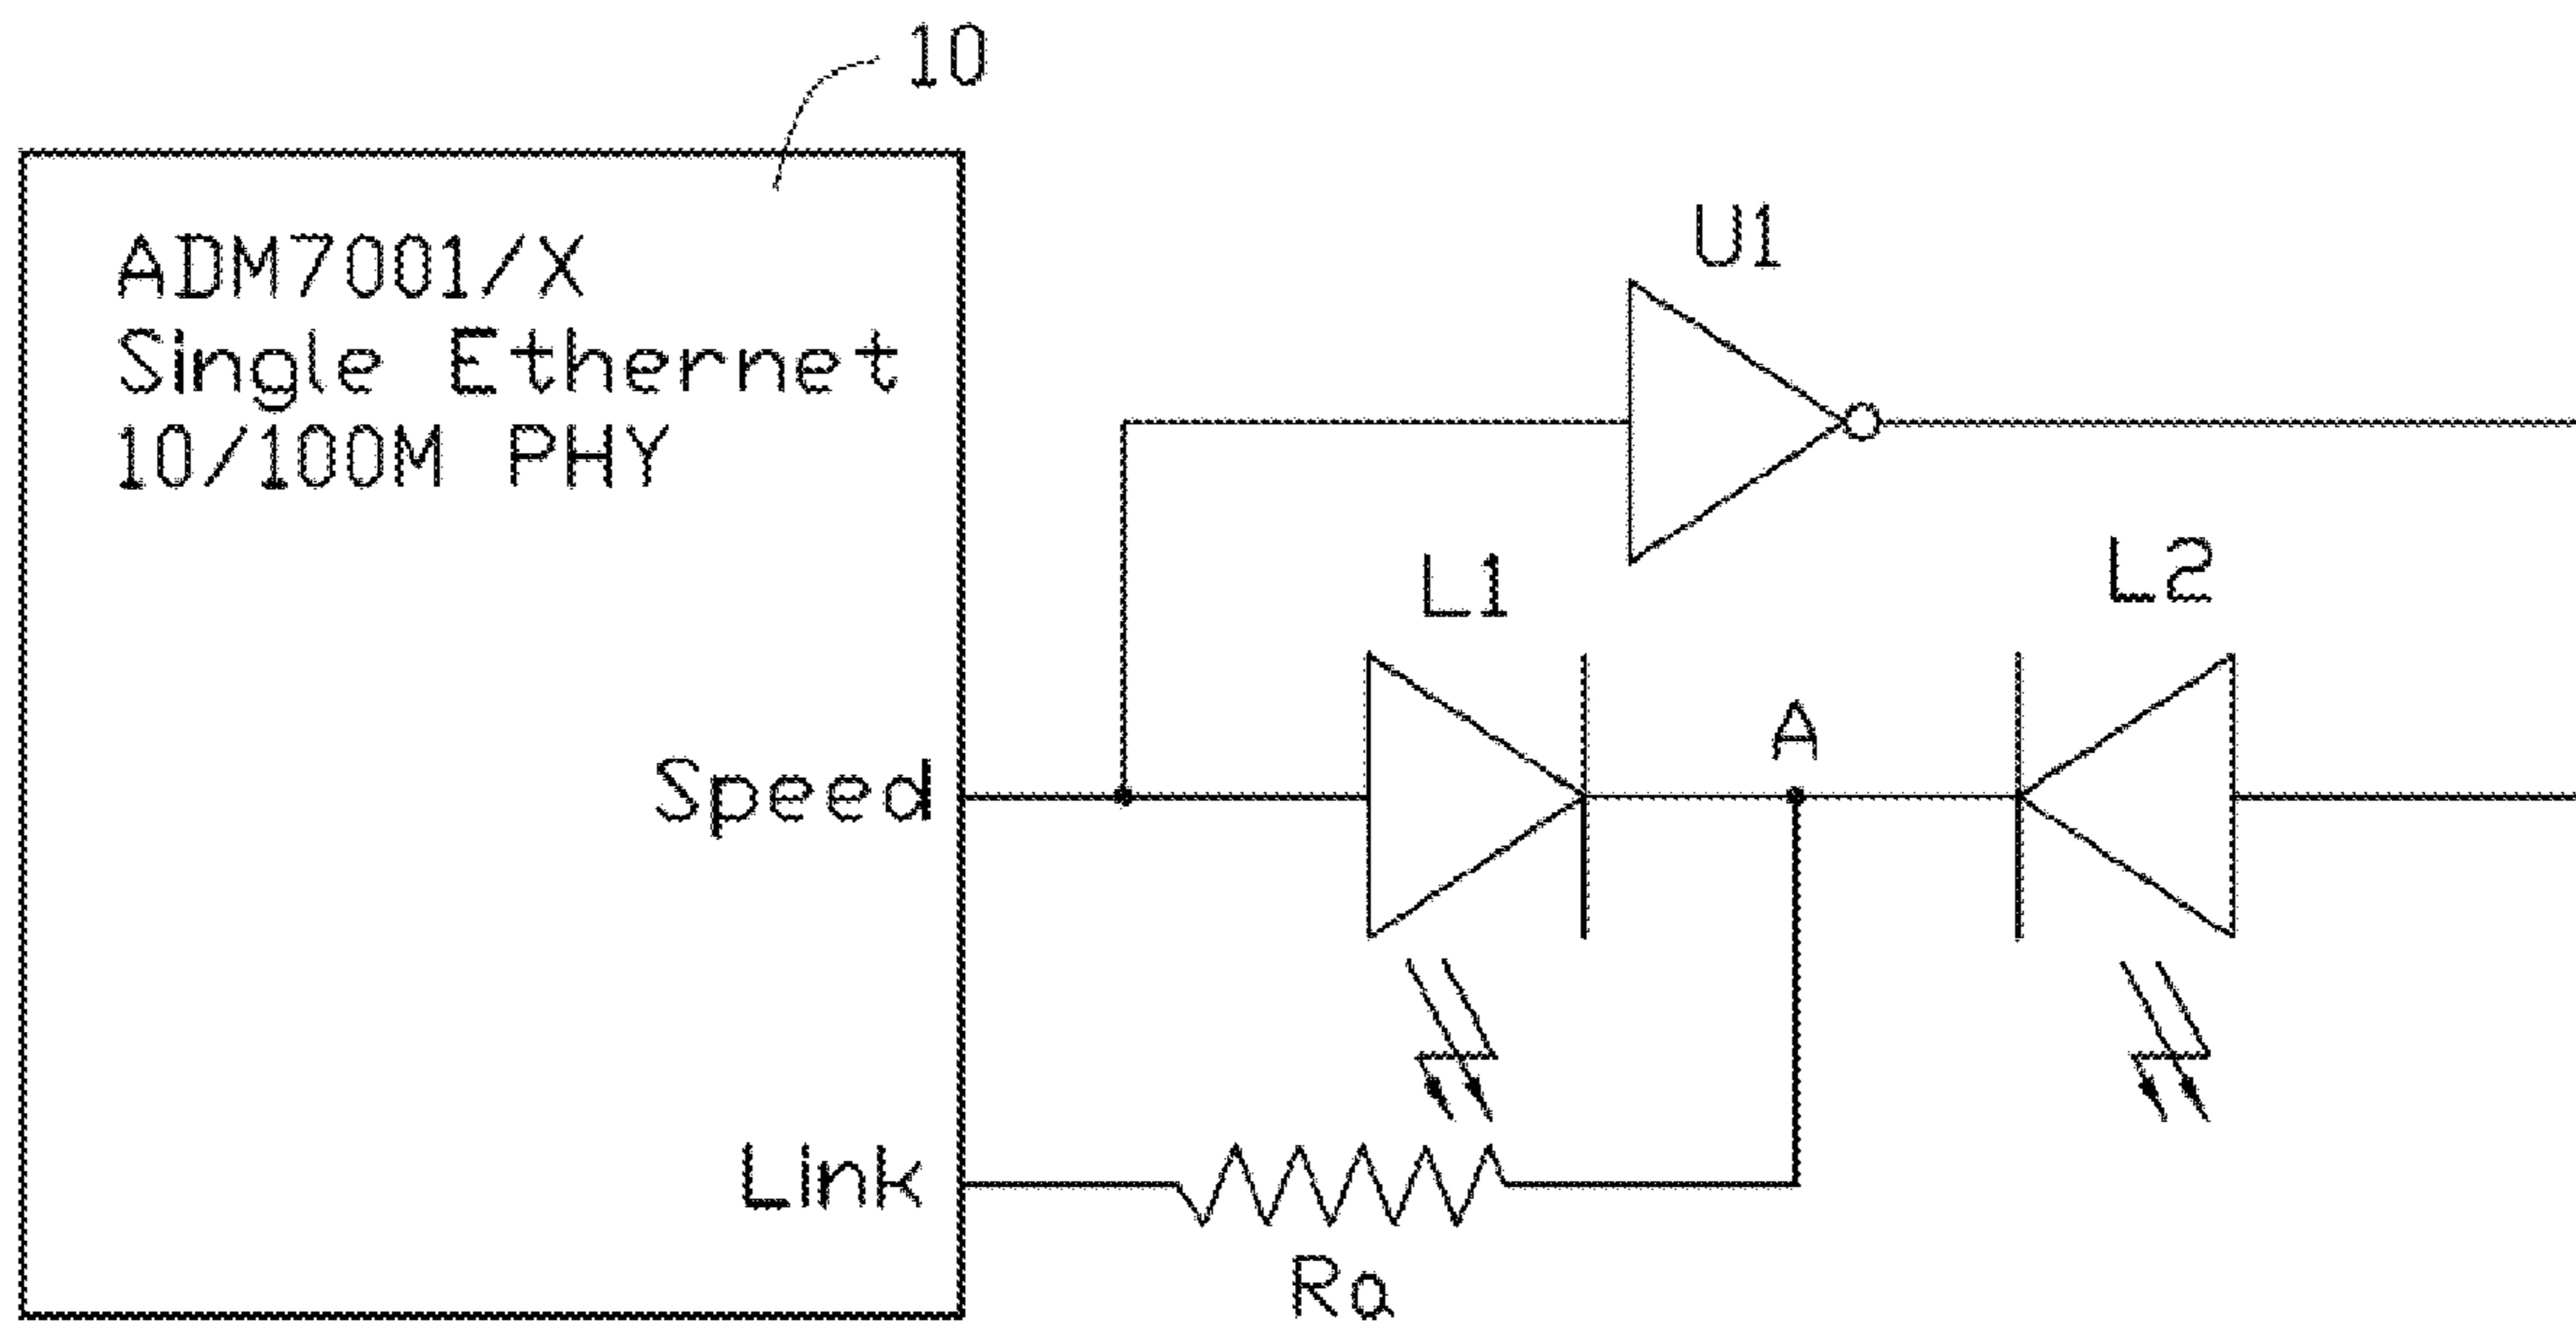 10
ADM7001/X
Single Ethernet
10/100M PHY
U1
L1
L2
A
Speed
Link
Ra